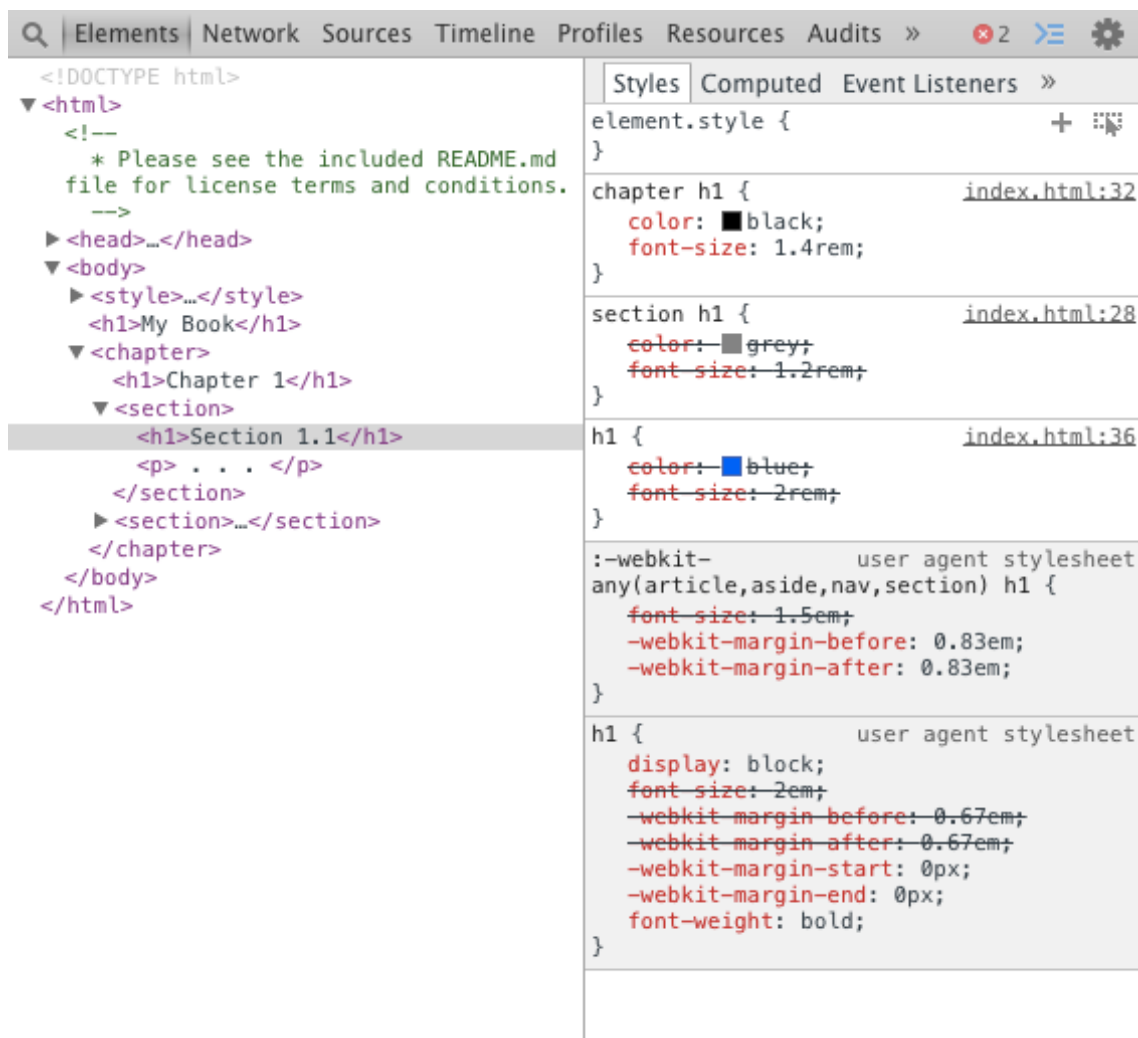 Elements Network Sources Timeline Profiles Resources Audits » 2
<!DOCTYPE html>
▼<html>
<!--
* Please see the included README.md
file for license terms and conditions.
-->
▶<head>…</head>
▼<body>
▶<style>…</style>
<h1>My Book</h1>
▼<chapter>
<h1>Chapter 1</h1>
▼<section>
<h1>Section 1.1</h1>
<p> . . . </p>
</section>
▶<section>…</section>
</chapter>
</body>
</html>
Styles Computed Event Listeners »
element.style {
}
chapter h1 { index.html:32
color: black;
font-size: 1.4rem;
}
section h1 { index.html:28
color: grey;
font-size: 1.2rem;
}
h1 { index.html:36
color: blue;
font-size: 2rem;
}
:-webkit- user agent stylesheet
any(article,aside,nav,section) h1 {
font-size: 1.5em;
-webkit-margin-before: 0.83em;
-webkit-margin-after: 0.83em;
}
h1 { user agent stylesheet
display: block;
font-size: 2em;
-webkit-margin-before: 0.67em;
-webkit-margin-after: 0.67em;
-webkit-margin-start: 0px;
-webkit-margin-end: 0px;
font-weight: bold;
}